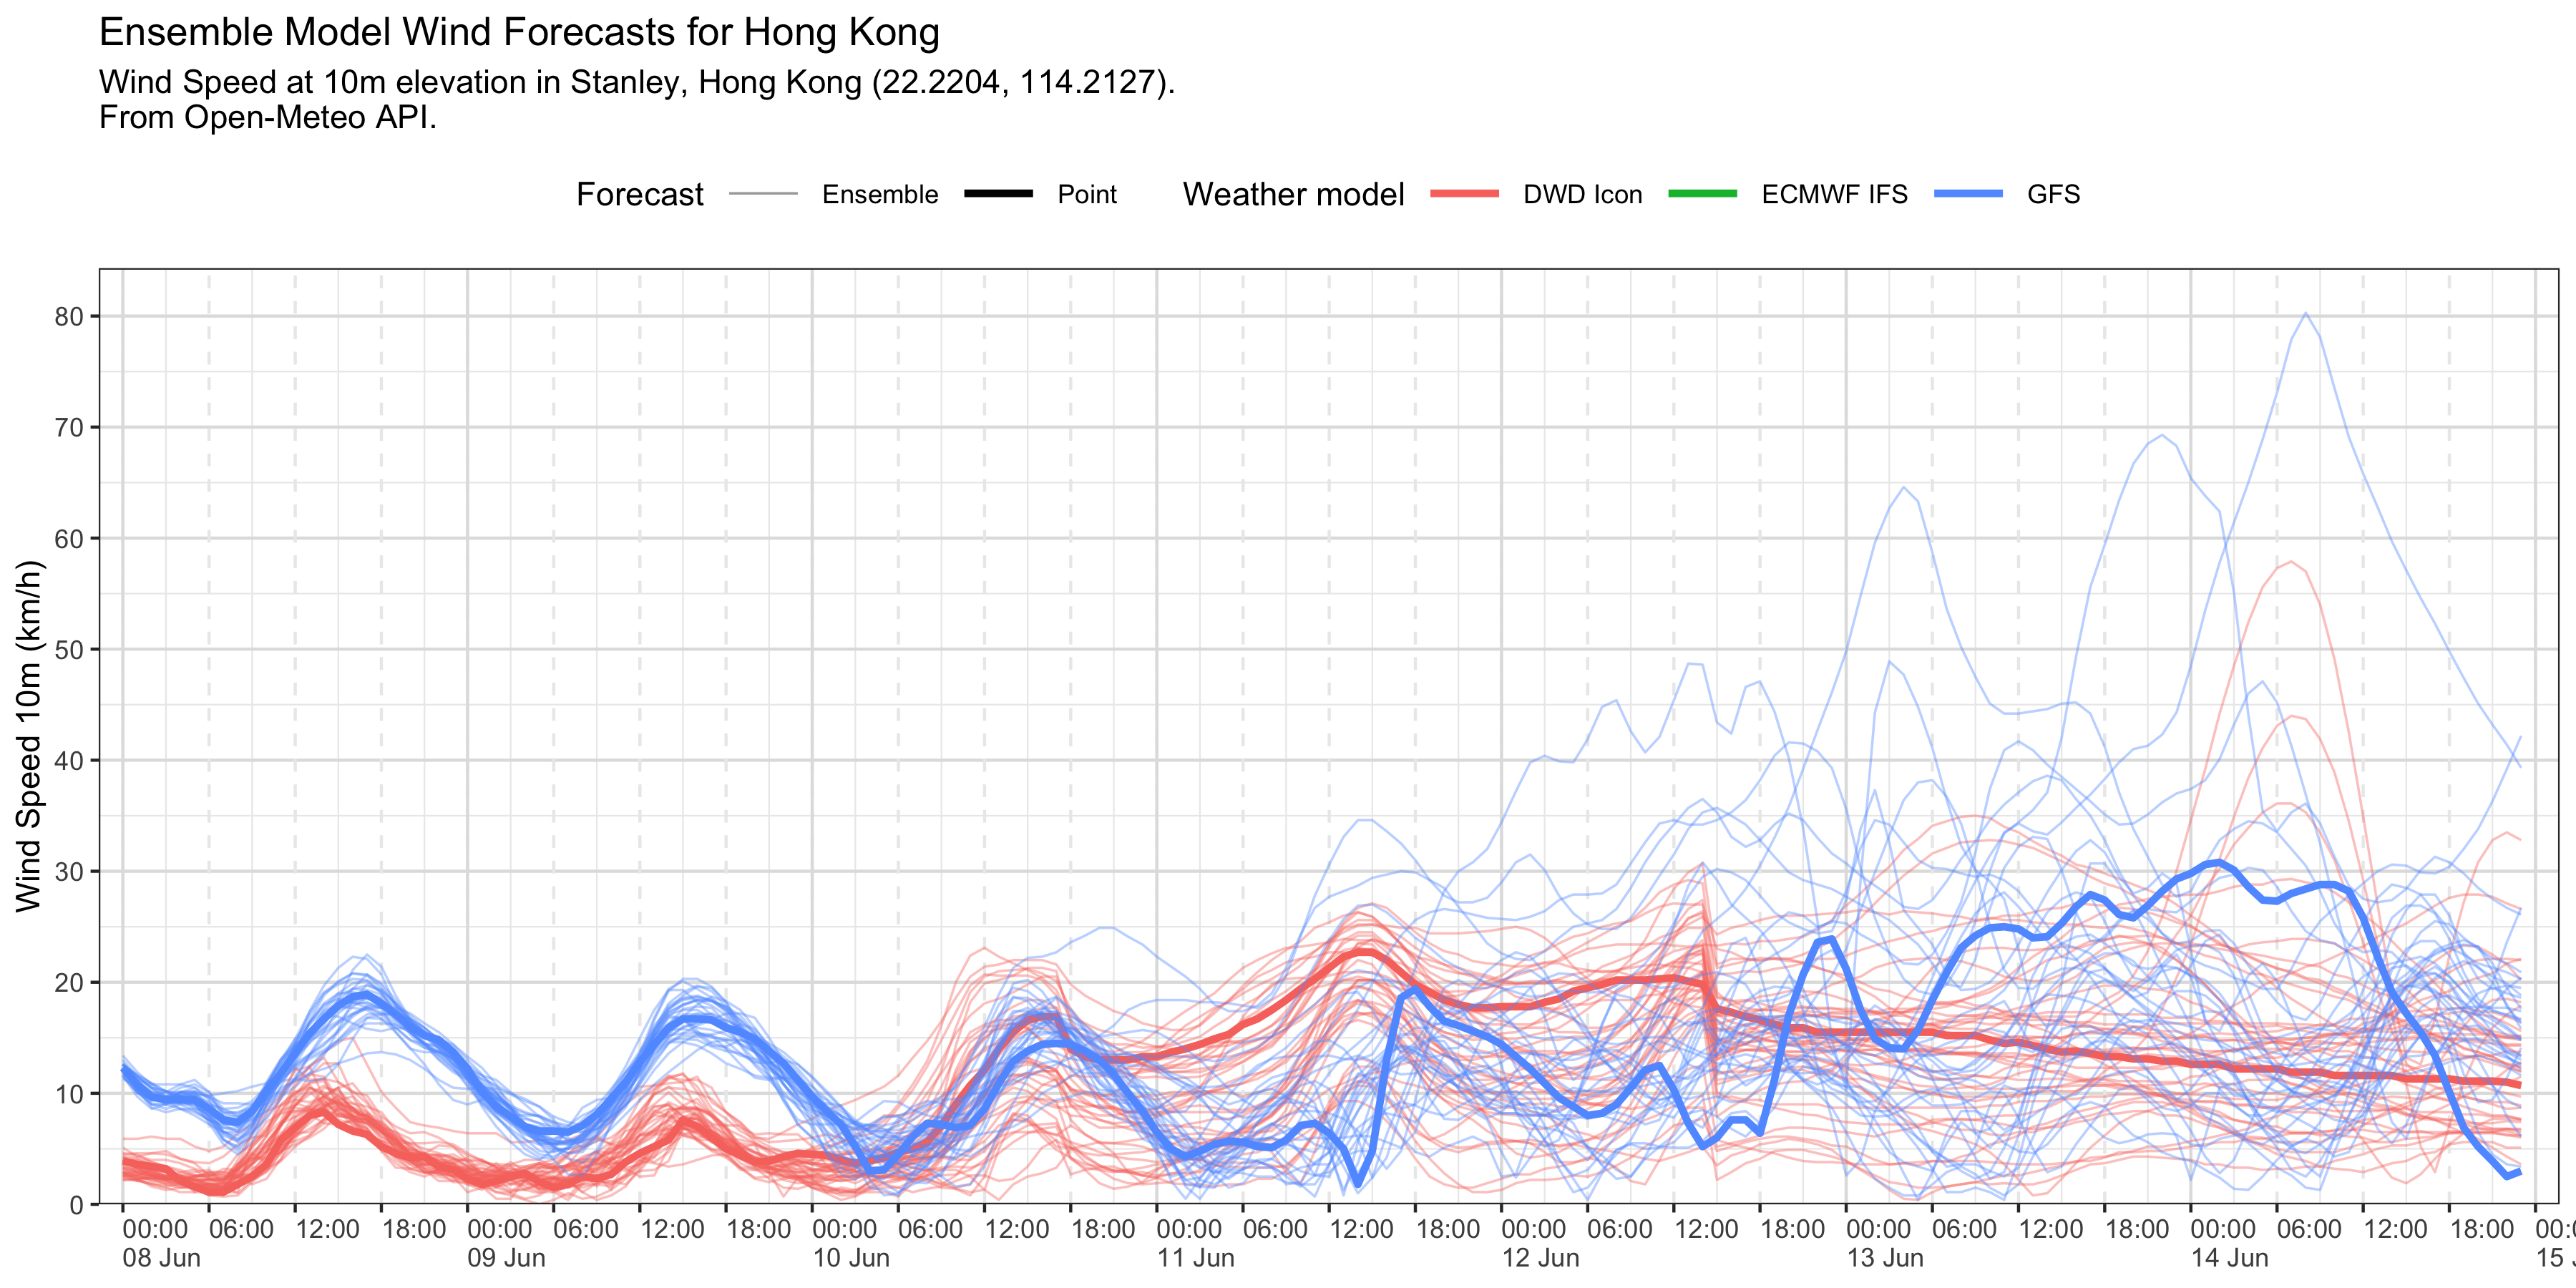 Ensemble Model Wind Forecasts for Hong Kong
Wind Speed at 10m elevation in Stanley, Hong Kong (22.2204, 114.2127).
From Open-Meteo API.
Forecast Ensemble Point Weather model DWD Icon ECMWF IFS GFS
Wind Speed 10m (km/h)
80
70
60
50
40
30
20
10
0
00:00 06:00 12:00 18:00 00:00 06:00 12:00 18:00 00:00 06:00 12:00 18:00 00:00 06:00 12:00 18:00 00:00 06:00 12:00 18:00 00:00 06:00 12:00 18:00 00:00 06:00 12:00 18:00 00:0
08 Jun 09 Jun 10 Jun 11 Jun 12 Jun 13 Jun 14 Jun 15